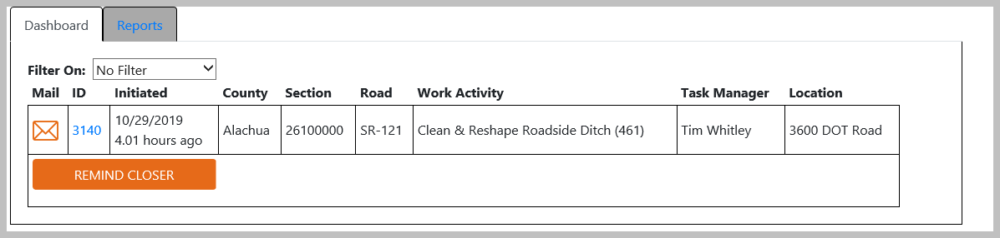 Dashboard Reports
Filter On: No Filter
Mail ID Initiated County Section Road Work Activity Task Manager Location
3140 10/29/2019 Alachua 26100000 SR-121 Clean & Reshape Roadside Ditch (461) Tim Whitley 3600 DOT Road
4.01 hours ago
REMIND CLOSER